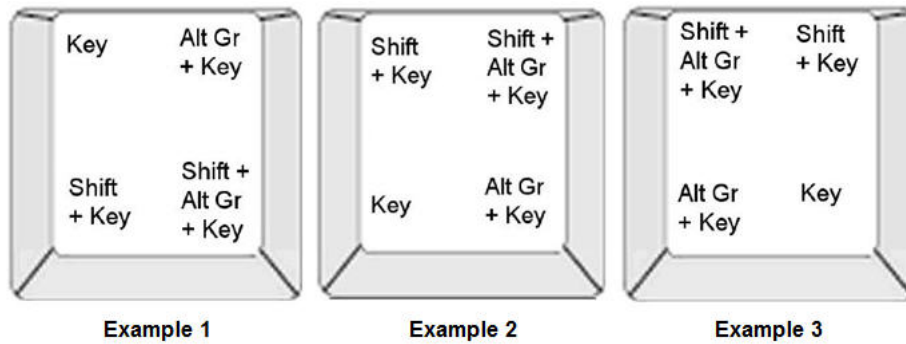 Key
Alt Gr
+ Key
Shift
+ Key
Shift +
Alt Gr
+ Key
Example 1
Shift
+ Key
Shift +
Alt Gr
+ Key
Key
Alt Gr
+ Key
Example 2
Shift +
Alt Gr
+ Key
Shift
+ Key
Alt Gr
+ Key
Key
Example 3